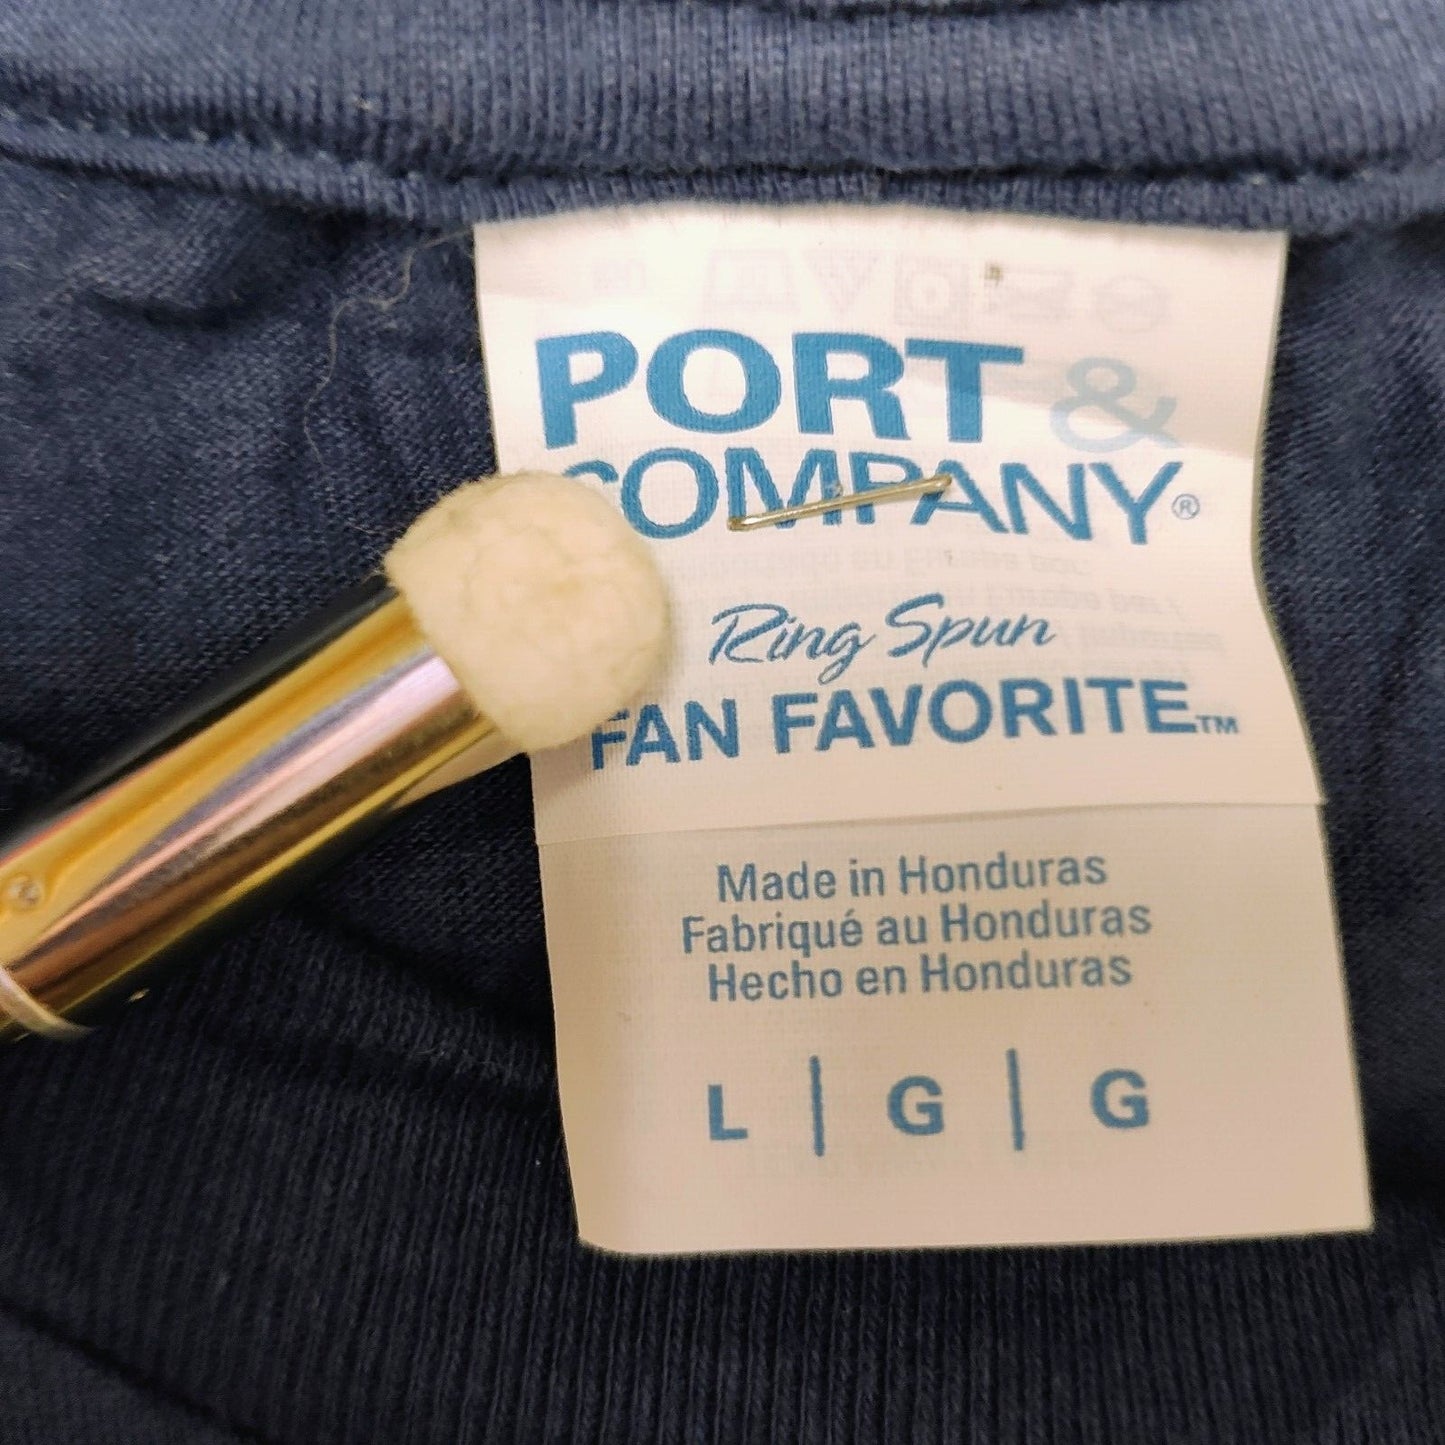 PORT &
COMPANY®
Ring Spun
FAN FAVORITE™
Made in Honduras
Fabriqué au Honduras
Hecho en Honduras
L | G | G